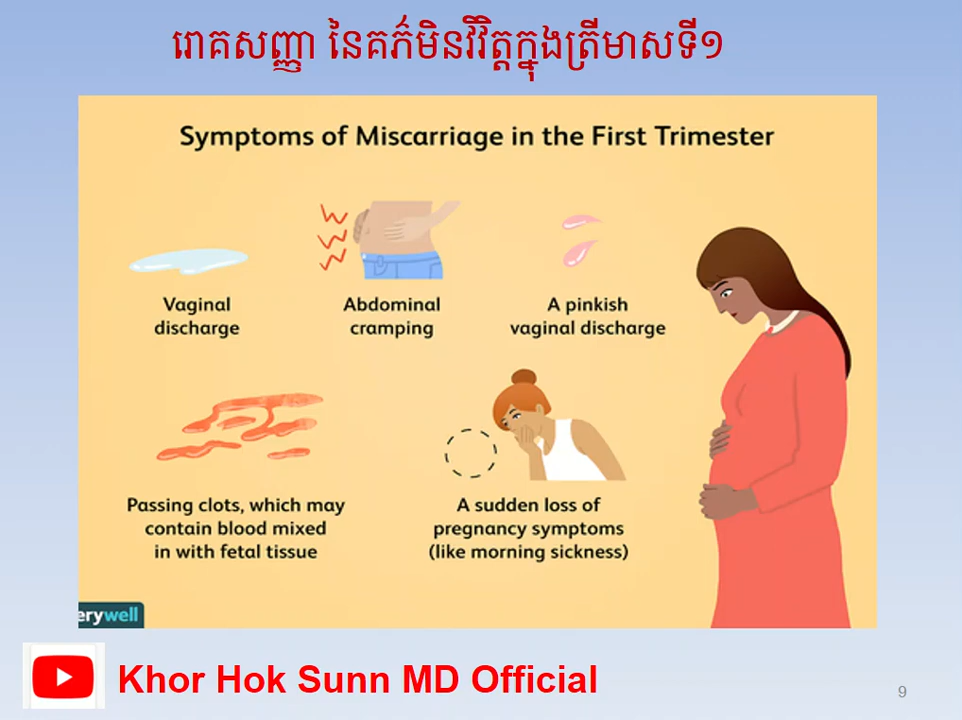 រោគសញ្ញា នៃគភ៌មិនវិវិត្តក្នុងត្រីមាសទី១
Symptoms of Miscarriage in the First Trimester
Vaginal
discharge
Abdominal
cramping
A pinkish
vaginal discharge
Passing clots, which may
contain blood mixed
in with fetal tissue
A sudden loss of
pregnancy symptoms
(like morning sickness)
erywell
Khor Hok Sunn MD Official
9